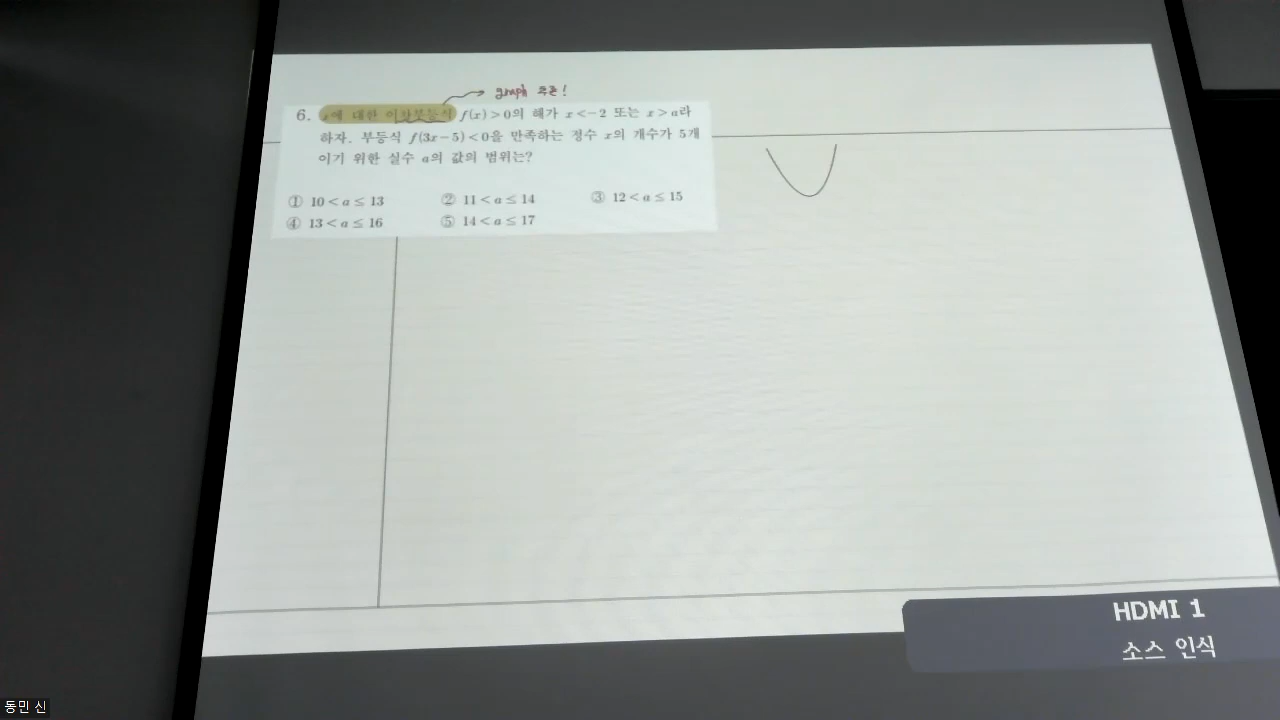 graph 추론!
6. x에 대한 이차부등식 f(x)>0의 해가 x<-2 또는 x>a라
하자. 부등식 f(3x-5)<0을 만족하는 정수 x의 개수가 5개
이기 위한 실수 a의 값의 범위는?
① 10<a≤13 ② 11<a≤14 ③ 12<a≤15
④ 13<a≤16 ⑤ 14<a≤17
HDMI 1
소스 인식
동민 신